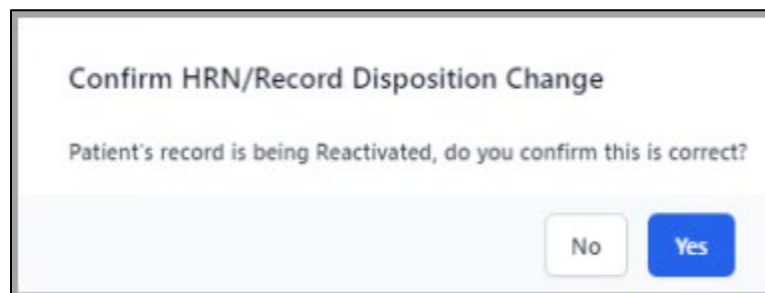 Confirm HRN/Record Disposition Change
Patient's record is being Reactivated, do you confirm this is correct?
No Yes